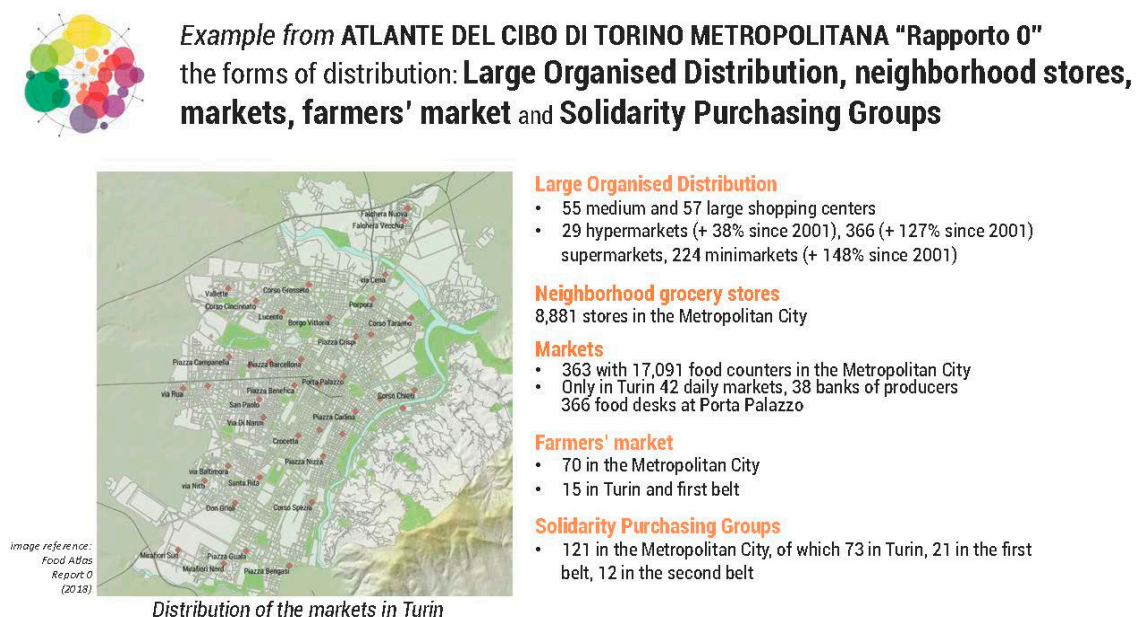 Example from ATLANTE DEL CIBO DI TORINO METROPOLITANA “Rapporto 0”
the forms of distribution: Large Organised Distribution, neighborhood stores,
markets, farmers’ market and Solidarity Purchasing Groups
Falchera Nuova
Falchera Vecchia
via Cena
Vallette
Corso Grosseto
Corso Cincinnato
Porpora
Lucento
Borgo Vittoria
Corso Taranto
Piazza Crispi
Piazza Campanella
Piazza Barcellona
Porta Palazzo
via Rua
Piazza Benefica
Corso Chieti
San Paolo
Piazza Carlina
Via Di Nanni
Crocetta
Piazza Nizza
via Baltimora
via Nitti
Santa Rita
Don Grioli
Corso Spezia
Mirafiori Sud
Piazza Guala
Mirafiori Nord
Piazza Bengasi
image reference:
Food Atlas
Report 0
(2018)
Distribution of the markets in Turin
Large Organised Distribution
• 55 medium and 57 large shopping centers
• 29 hypermarkets (+ 38% since 2001), 366 (+ 127% since 2001)
supermarkets, 224 minimarkets (+ 148% since 2001)
Neighborhood grocery stores
8,881 stores in the Metropolitan City
Markets
• 363 with 17,091 food counters in the Metropolitan City
• Only in Turin 42 daily markets, 38 banks of producers
366 food desks at Porta Palazzo
Farmers’ market
• 70 in the Metropolitan City
• 15 in Turin and first belt
Solidarity Purchasing Groups
• 121 in the Metropolitan City, of which 73 in Turin, 21 in the first
belt, 12 in the second belt